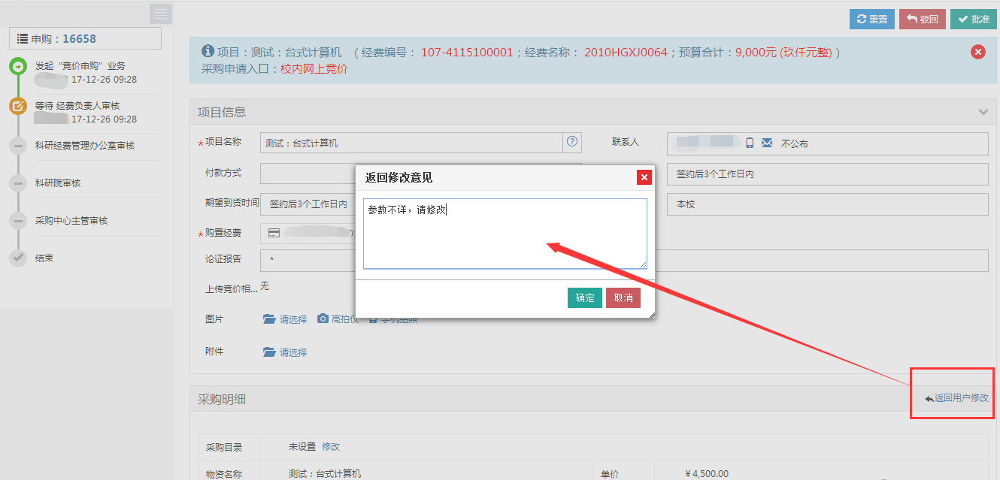 重置
驳回
批准
申购：16658
发起“竞价申购”业务
17-12-26 09:28
等待 经费负责人审核
17-12-26 09:28
科研经费管理办公室审核
科研院审核
采购中心主管审核
结束
项目：测试：台式计算机 （ 经费编号： 107-4115100001；经费名称： 2010HGXJ0064；预算合计：9,000元 (玖仟元整) ）
采购申请入口：校内网上竞价
项目信息
*项目名称
测试：台式计算机
联系人
不公布
付款方式
签约后3个工作日内
期望到货时间
签约后3个工作日内
本校
*购置经费
论证报告
*
上传竞价相...
无
图片
请选择
高拍仪
手机拍照
附件
请选择
返回修改意见
参数不详，请修改
确定
取消
采购明细
返回用户修改
采购目录
未设置 修改
物资名称
测试：台式计算机
单价
¥ 4,500.00